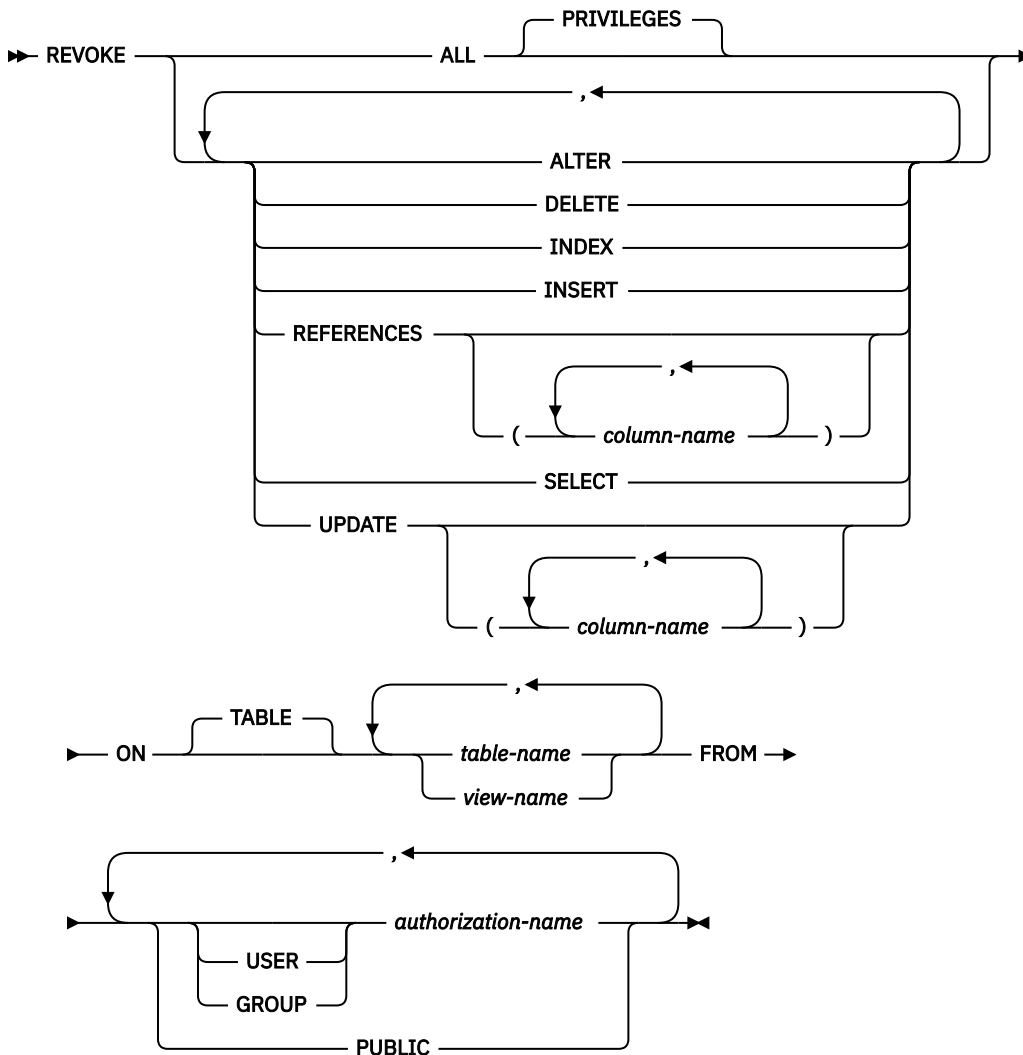 PRIVILEGES
REVOKE ALL
,
ALTER
DELETE
INDEX
INSERT
REFERENCES
,
( column-name )
SELECT
UPDATE
,
( column-name )
,
TABLE
ON table-name FROM
view-name
,
authorization-name
USER
GROUP
PUBLIC